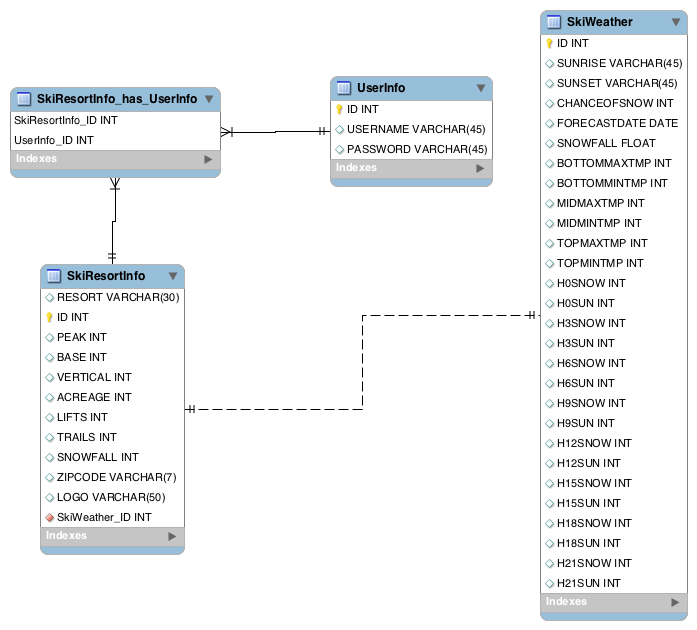 SkiResortInfo_has_UserInfo
SkiResortInfo_ID INT
UserInfo_ID INT
Indexes
UserInfo
ID INT
USERNAME VARCHAR(45)
PASSWORD VARCHAR(45)
Indexes
SkiResortInfo
RESORT VARCHAR(30)
ID INT
PEAK INT
BASE INT
VERTICAL INT
ACREAGE INT
LIFTS INT
TRAILS INT
SNOWFALL INT
ZIPCODE VARCHAR(7)
LOGO VARCHAR(50)
SkiWeather_ID INT
Indexes
SkiWeather
ID INT
SUNRISE VARCHAR(45)
SUNSET VARCHAR(45)
CHANCEOFSNOW INT
FORECASTDATE DATE
SNOWFALL FLOAT
BOTTOMMAXTMP INT
BOTTOMMINTMP INT
MIDMAXTMP INT
MIDMINTMP INT
TOPMAXTMP INT
TOPMINTMP INT
H0SNOW INT
H0SUN INT
H3SNOW INT
H3SUN INT
H6SNOW INT
H6SUN INT
H9SNOW INT
H9SUN INT
H12SNOW INT
H12SUN INT
H15SNOW INT
H15SUN INT
H18SNOW INT
H18SUN INT
H21SNOW INT
H21SUN INT
Indexes